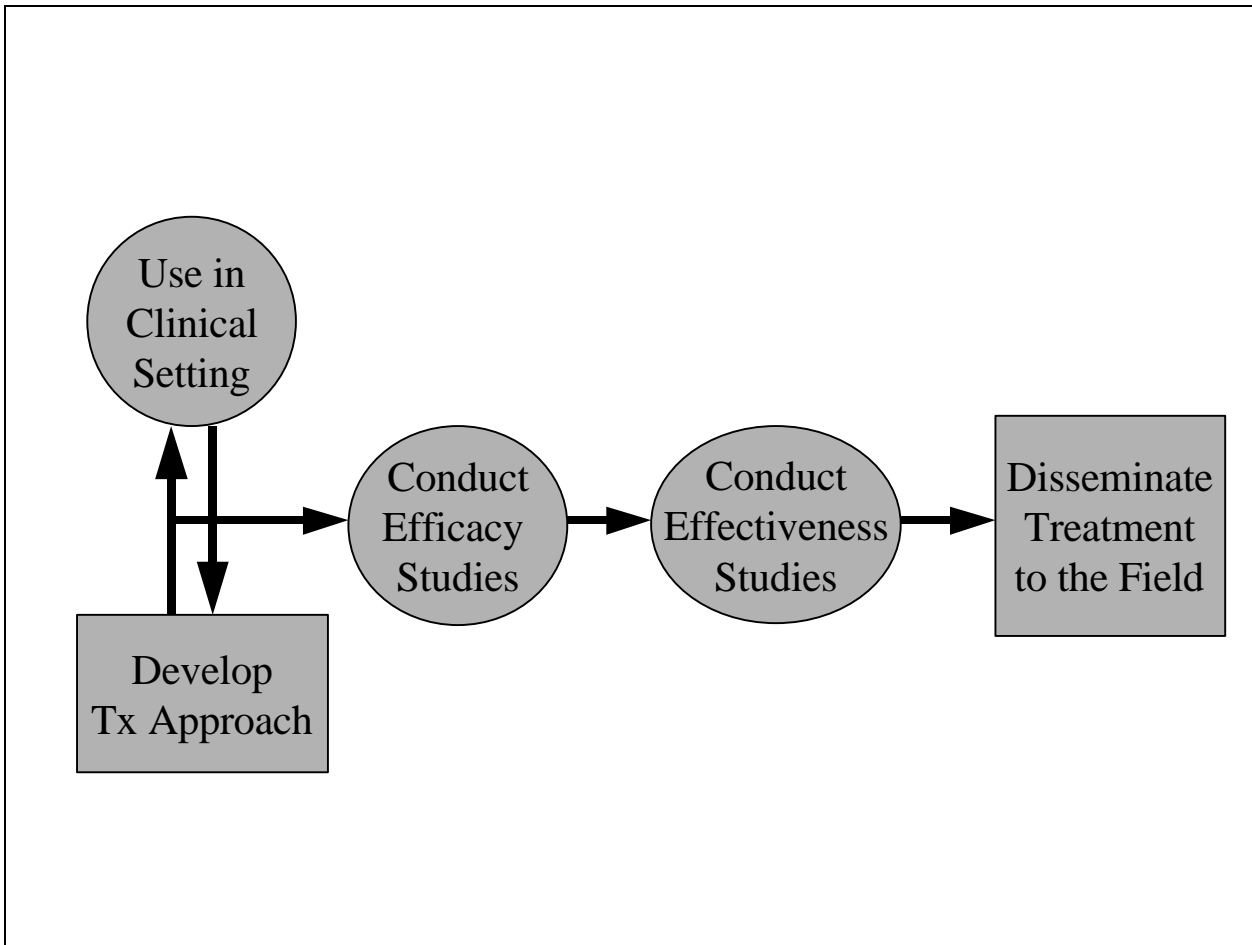 Use in
Clinical
Setting
Develop
Tx Approach
Conduct
Efficacy
Studies
Conduct
Effectiveness
Studies
Disseminate
Treatment
to the Field